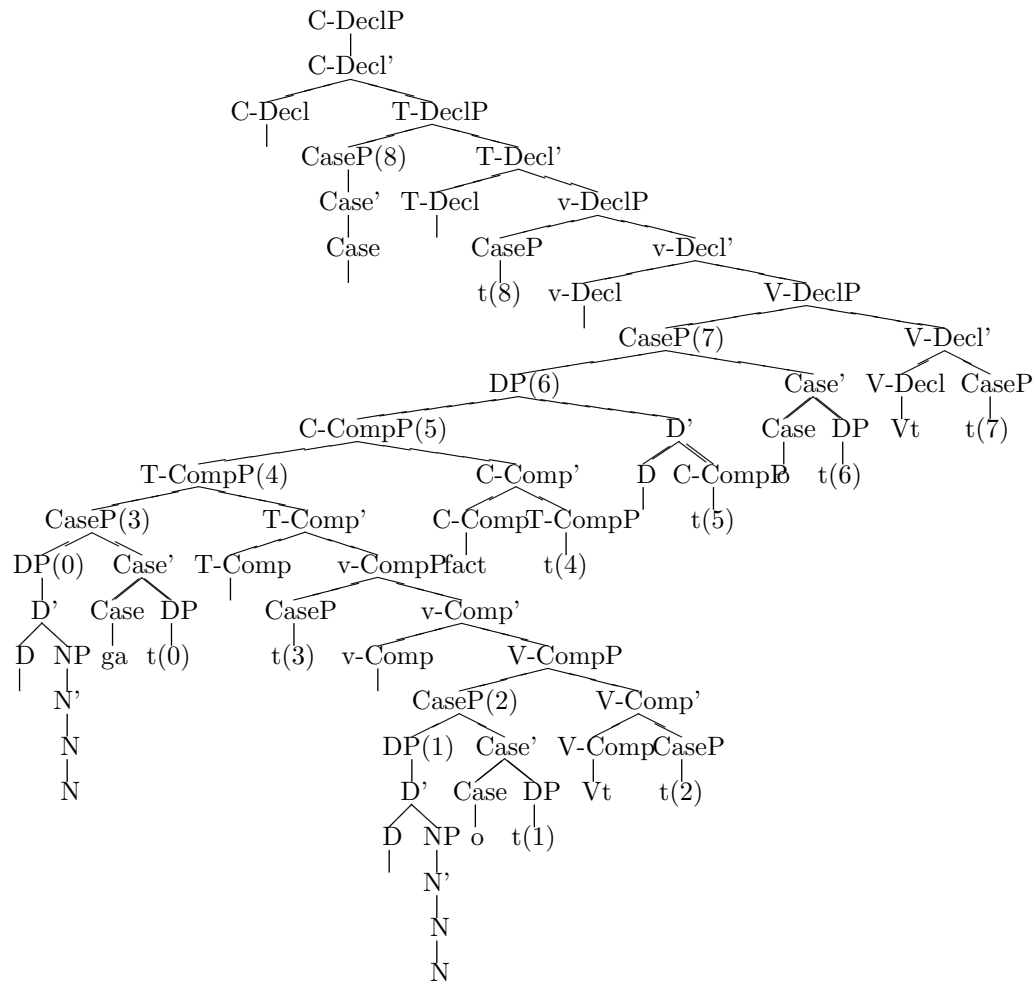 C-DeclP
C-Decl'
C-Decl T-DeclP
CaseP(8) T-Decl'
Case' T-Decl v-DeclP
Case CaseP v-Decl'
t(8) v-Decl V-DeclP
CaseP(7) V-Decl'
DP(6) Case' V-Decl CaseP
C-CompP(5) D' Case DP Vt t(7)
T-CompP(4) C-Comp' D C-CompP o t(6)
CaseP(3) T-Comp' C-Comp T-CompP t(5)
DP(0) Case' T-Comp v-CompP fact t(4)
D' Case DP CaseP v-Comp'
D NP ga t(0) t(3) v-Comp V-CompP
N' CaseP(2) V-Comp'
N DP(1) Case' V-Comp CaseP
N D' Case DP Vt t(2)
D NP o t(1)
N'
N
N